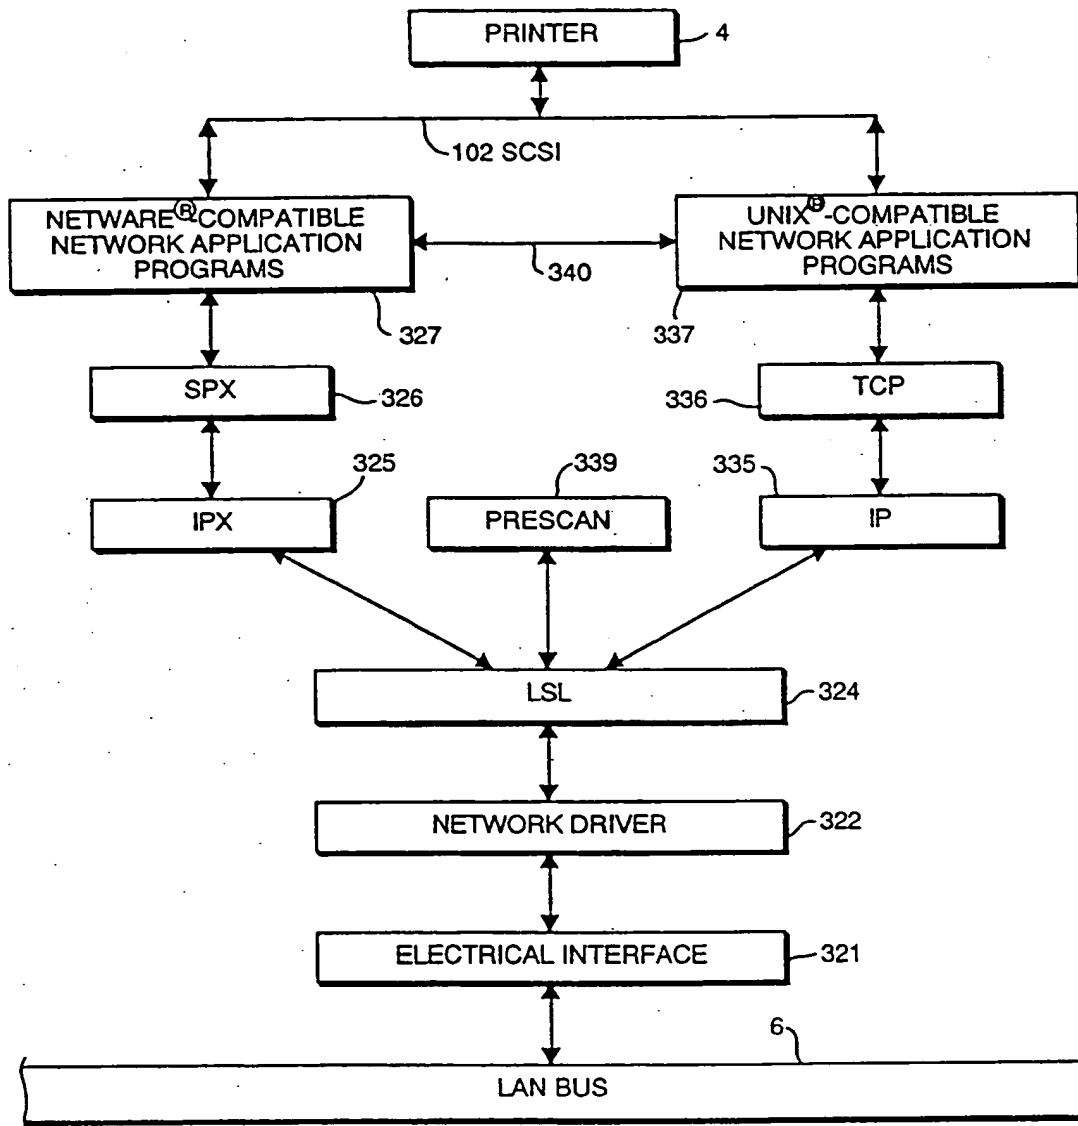 PRINTER
4
102 SCSI
NETWARE®-COMPATIBLE
NETWORK APPLICATION
PROGRAMS
UNIX®-COMPATIBLE
NETWORK APPLICATION
PROGRAMS
340
327
337
SPX
326
TCP
336
325
339
335
IPX
PRESCAN
IP
LSL
324
NETWORK DRIVER
322
ELECTRICAL INTERFACE
321
6
LAN BUS